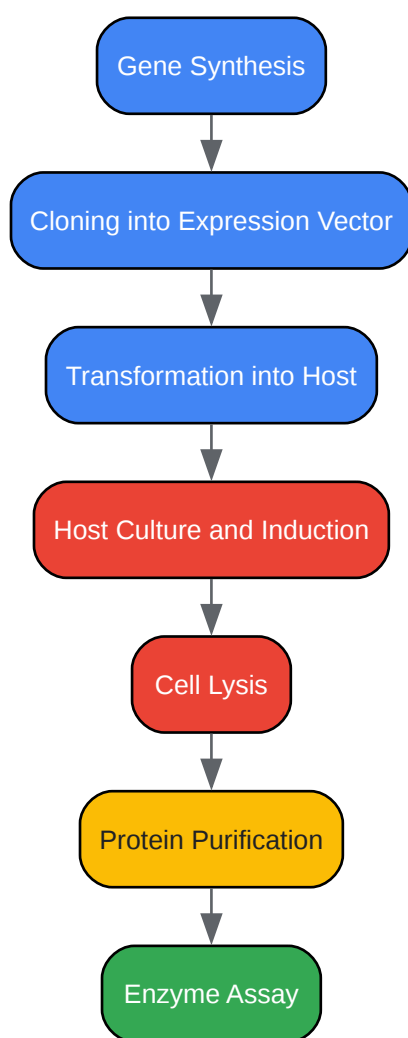 Gene Synthesis
Cloning into Expression Vector
Transformation into Host
Host Culture and Induction
Cell Lysis
Protein Purification
Enzyme Assay